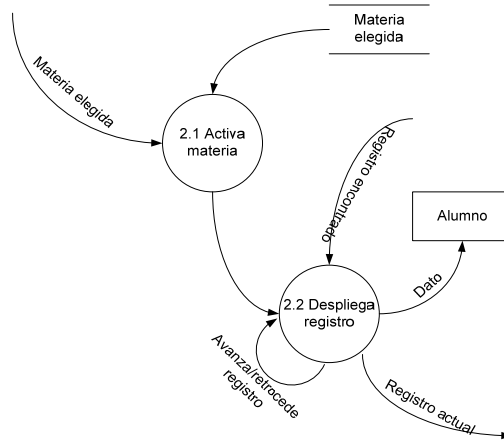 Materia
elegida
Materia elegida
2.1 Activa
materia
Registro encontrado
Alumno
2.2 Despliega
registro
Dato
Avanza/retrocede
registro
Registro actual